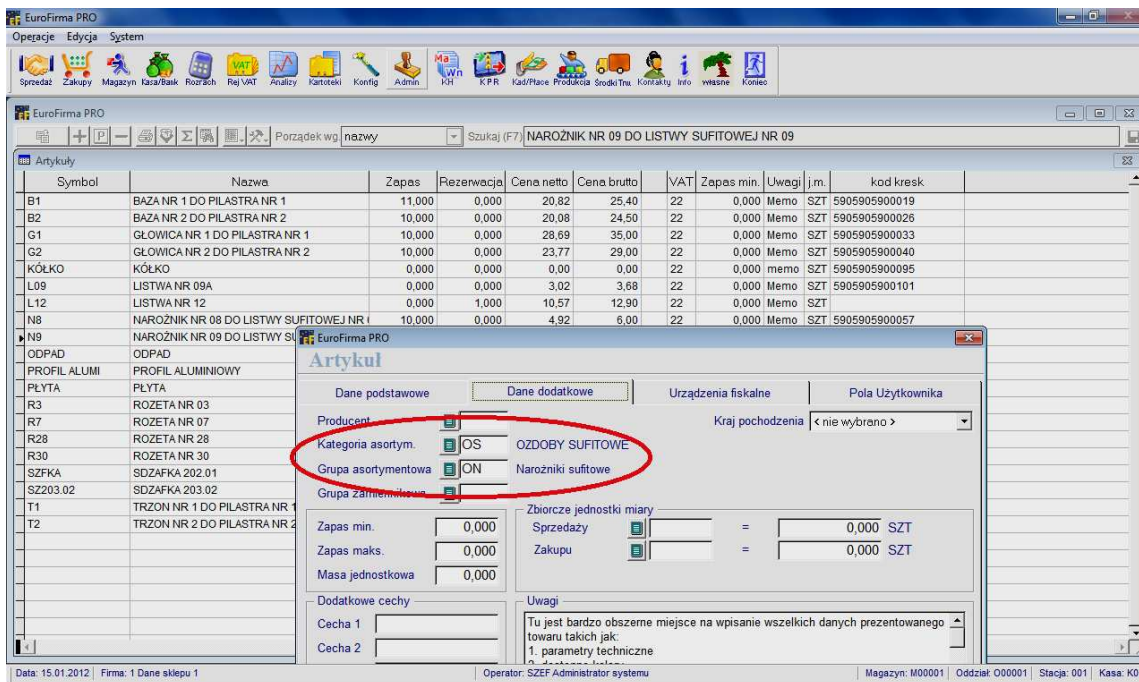 EuroFirma PRO
Operacje Edycja System
Sprzedaż Zakupy Magazyn Kasa/Bank Rozrach Rej VAT Analizy Kartoteki Konfig Admin KH KPR Kad/Płace Produkcja Środki Trw. Kontakty Info własne Koniec
EuroFirma PRO
Porządek wg. nazwy Szukaj (F7) NAROŻNIK NR 09 DO LISTWY SUFITOWEJ NR 09
Artykuły
Symbol Nazwa Zapas Rezerwacja Cena netto Cena brutto VAT Zapas min. Uwagi j.m. kod kresk
B1 BAZA NR 1 DO PILASTRA NR 1 11,000 0,000 20,82 25,40 22 0,000 Memo SZT 5905905900019
B2 BAZA NR 2 DO PILASTRA NR 2 10,000 0,000 20,08 24,50 22 0,000 Memo SZT 5905905900026
G1 GŁOWICA NR 1 DO PILASTRA NR 1 10,000 0,000 28,69 35,00 22 0,000 Memo SZT 5905905900033
G2 GŁOWICA NR 2 DO PILASTRA NR 2 10,000 0,000 23,77 29,00 22 0,000 Memo SZT 5905905900040
KÓŁKO KÓŁKO 0,000 0,000 0,00 0,00 22 0,000 memo SZT 5905905900095
L09 LISTWA NR 09A 0,000 0,000 3,02 3,68 22 0,000 Memo SZT 5905905900101
L12 LISTWA NR 12 0,000 1,000 10,57 12,90 22 0,000 Memo SZT
N8 NAROŻNIK NR 08 DO LISTWY SUFITOWEJ NR 10,000 0,000 4,92 6,00 22 0,000 Memo SZT 5905905900057
N9 NAROŻNIK NR 09 DO LISTWY
ODPAD ODPAD
PROFIL ALUMI PROFIL ALUMINIOWY
PŁYTA PŁYTA
R3 ROZETA NR 03
R7 ROZETA NR 07
R28 ROZETA NR 28
R30 ROZETA NR 30
SZFKA SDZAFKA 202.01
SZ203.02 SDZAFKA 203.02
T1 TRZON NR 1 DO PILASTRA NR 1
T2 TRZON NR 2 DO PILASTRA NR 2
EuroFirma PRO
Artykuł
Dane podstawowe Dane dodatkowe Urządzenia fiskalne Pola Użytkownika
Producent Kraj pochodzenia < nie wybrano >
Kategoria asortym. OS OZDOBY SUFITOWE
Grupa asortymentowa ON Narożniki sufitowe
Grupa zamiennikowa
Zbiorcze jednostki miary
Zapas min. 0,000 Sprzedaży = 0,000 SZT
Zapas maks. 0,000 Zakupu = 0,000 SZT
Masa jednostkowa 0,000
Dodatkowe cechy Uwagi
Cecha 1 Tu jest bardzo obszerne miejsce na wpisanie wszelkich danych prezentowanego
towaru takich jak:
Cecha 2 1. parametry techniczne
Data: 15.01.2012 Firma: 1 Dane sklepu 1 Operator: SZEF Administrator systemu Magazyn: M00001 Oddział: O00001 Stacja: 001 Kasa: K0